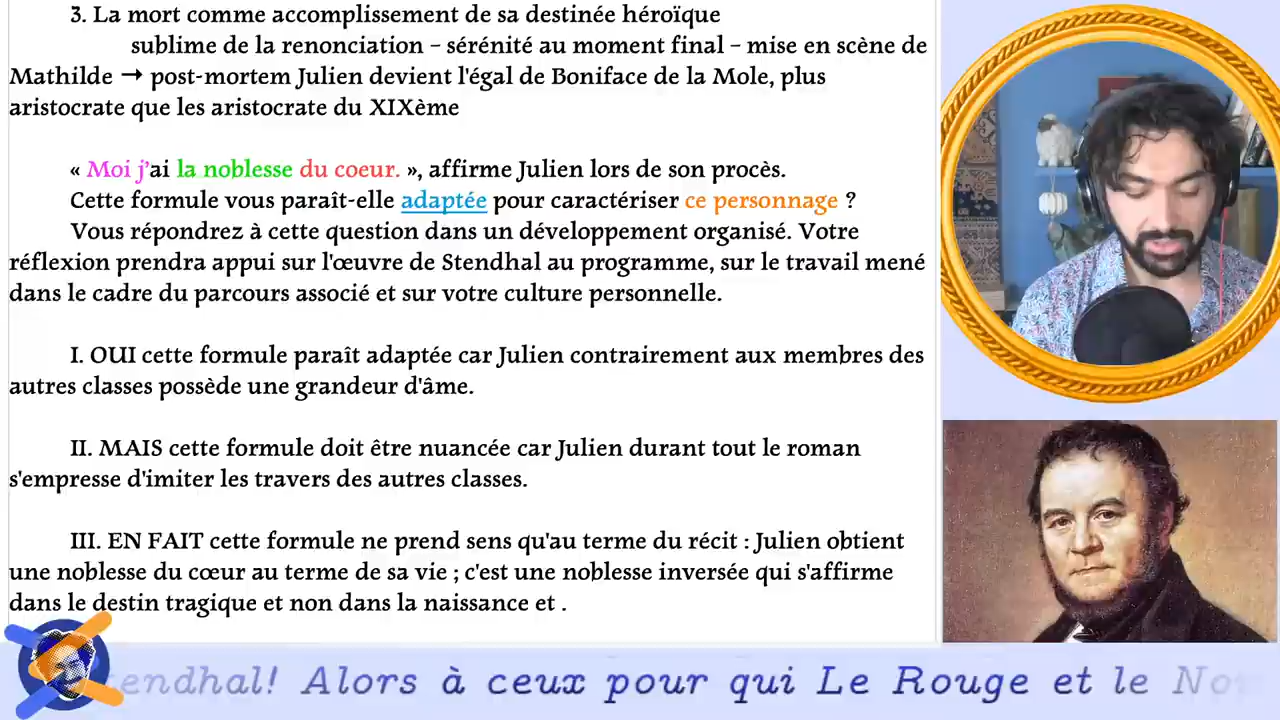 3. La mort comme accomplissement de sa destinée héroïque
sublime de la renonciation – sérénité au moment final – mise en scène de
Mathilde → post-mortem Julien devient l'égal de Boniface de la Mole, plus
aristocrate que les aristocrate du XIXème
« Moi j'ai la noblesse du coeur. », affirme Julien lors de son procès.
Cette formule vous paraît-elle adaptée pour caractériser ce personnage ?
Vous répondrez à cette question dans un développement organisé. Votre
réflexion prendra appui sur l'œuvre de Stendhal au programme, sur le travail mené
dans le cadre du parcours associé et sur votre culture personnelle.
I. OUI cette formule paraît adaptée car Julien contrairement aux membres des
autres classes possède une grandeur d'âme.
II. MAIS cette formule doit être nuancée car Julien durant tout le roman
s'empresse d'imiter les travers des autres classes.
III. EN FAIT cette formule ne prend sens qu'au terme du récit : Julien obtient
une noblesse du cœur au terme de sa vie ; c'est une noblesse inversée qui s'affirme
dans le destin tragique et non dans la naissance et .
tendhal! Alors à ceux pour qui Le Rouge et le No